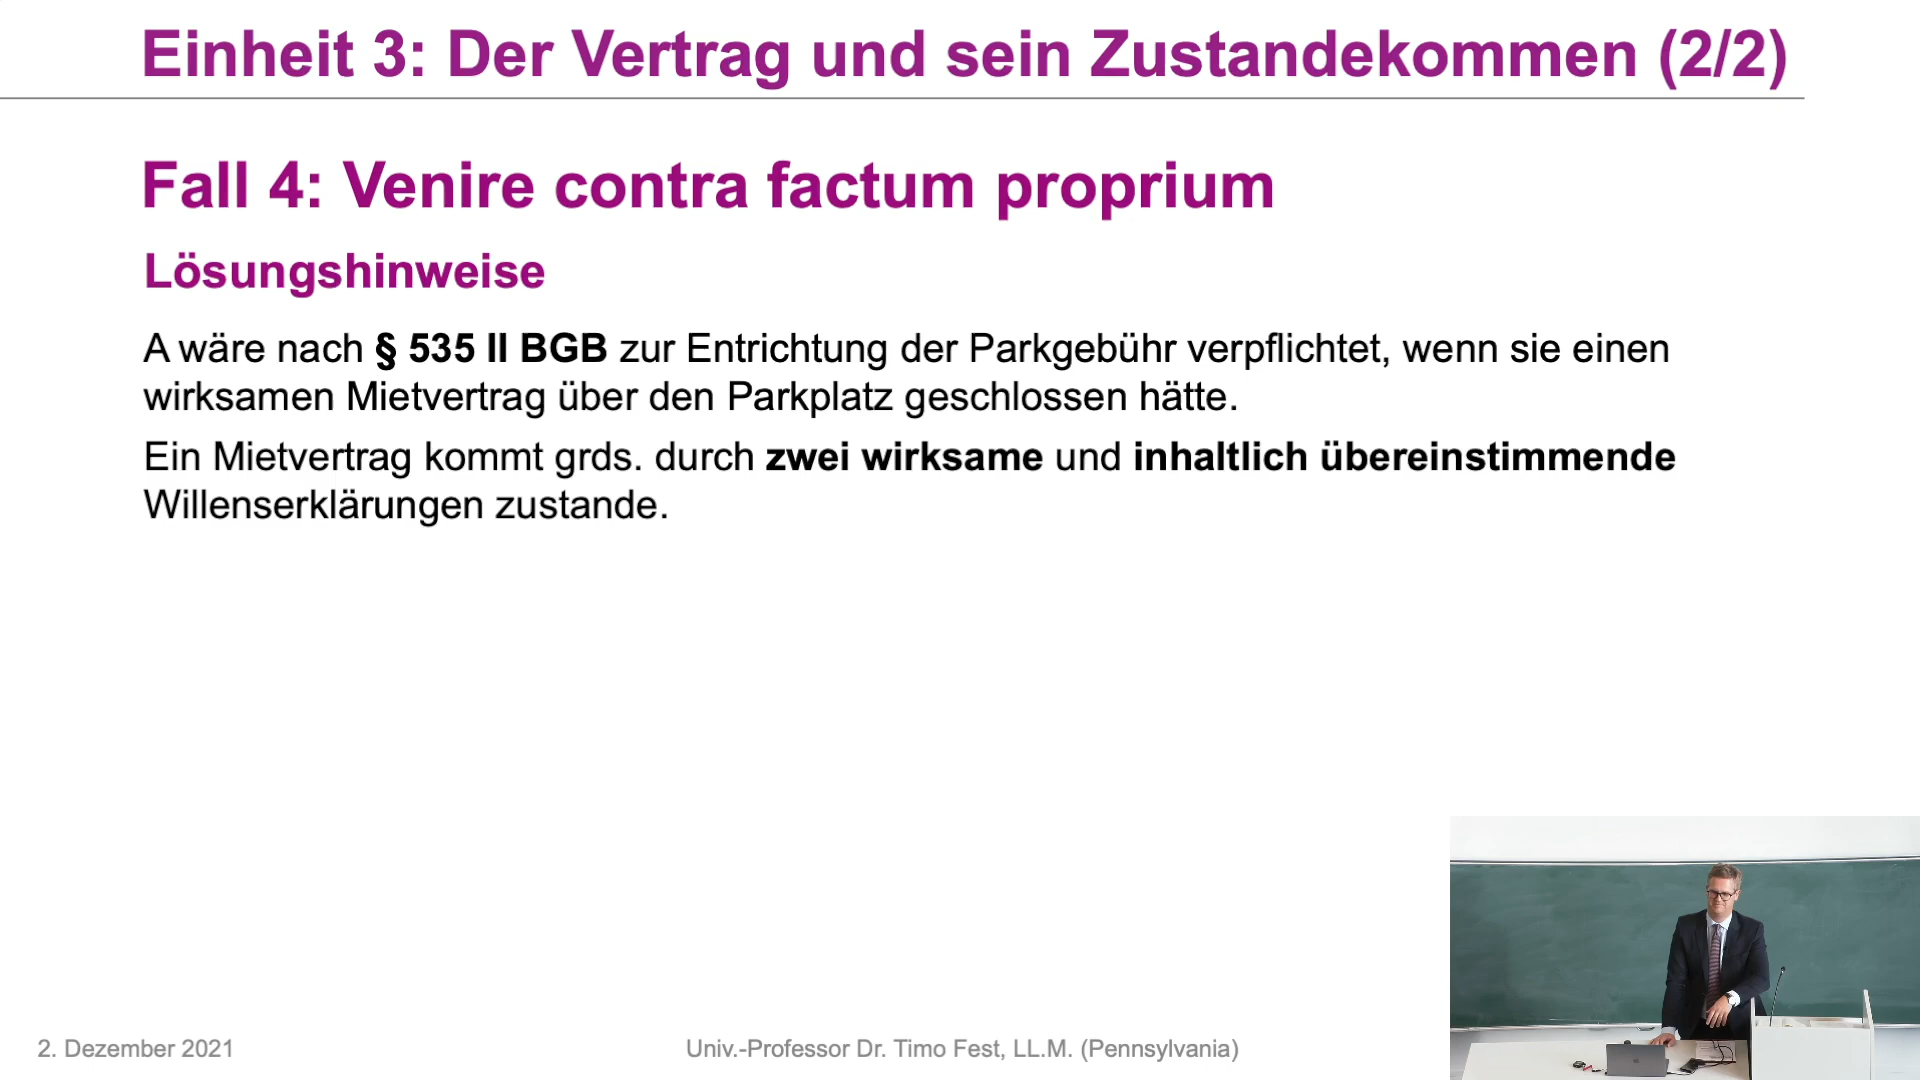 Einheit 3: Der Vertrag und sein Zustandekommen (2/2)
Fall 4: Venire contra factum proprium
Lösungshinweise
A wäre nach § 535 II BGB zur Entrichtung der Parkgebühr verpflichtet, wenn sie einen
wirksamen Mietvertrag über den Parkplatz geschlossen hätte.
Ein Mietvertrag kommt grds. durch zwei wirksame und inhaltlich übereinstimmende
Willenserklärungen zustande.
2. Dezember 2021
Univ.-Professor Dr. Timo Fest, LL.M. (Pennsylvania)